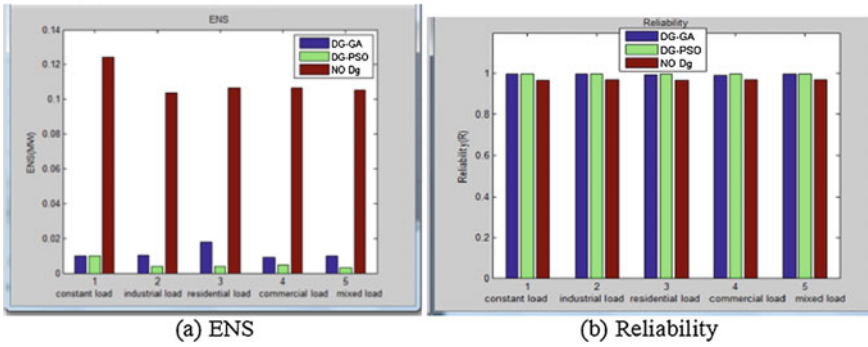 ENS
DG-GA
DG-PSO
NO Dg
0.14
0.12
0.1
0.08
0.06
0.04
0.02
0
ENS(MW)
1 2 3 4 5
constant load industrial load residential load commercial load mixed load
(a) ENS
Reliability
DG-GA
DG-PSO
NO Dg
1
0.8
0.6
0.4
0.2
0
Reliability(R)
1 2 3 4 5
constant load industrial load residential load commercial load mixed load
(b) Reliability